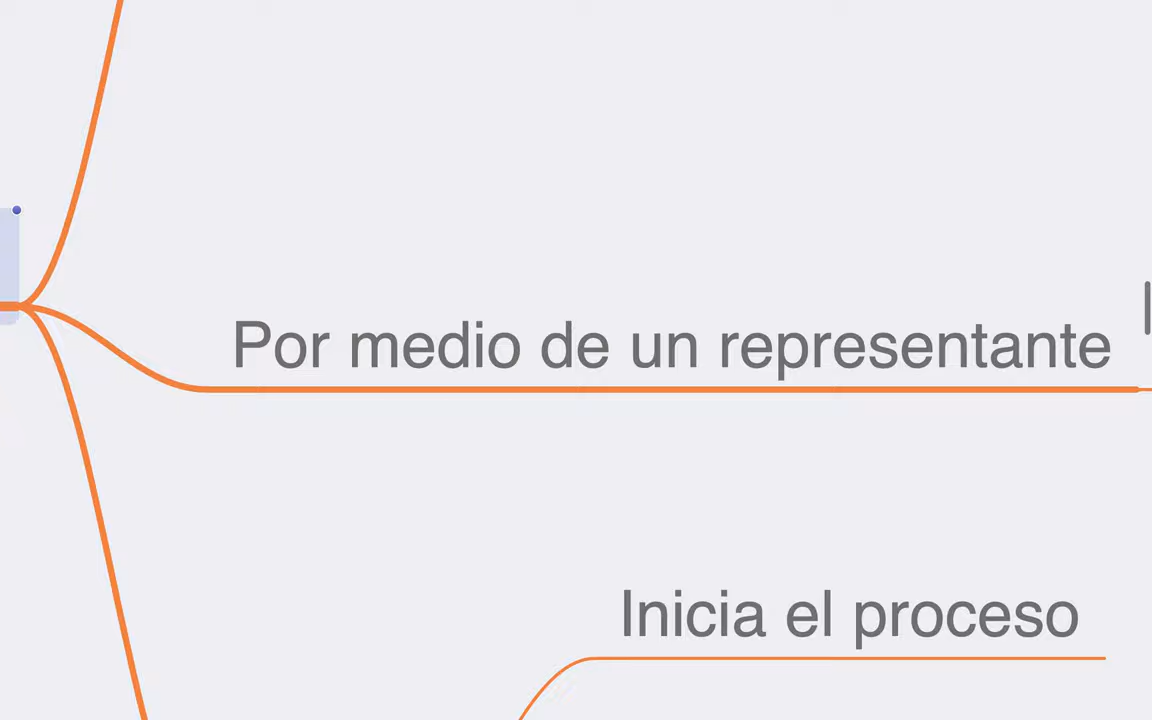 Por medio de un representante
Inicia el proceso